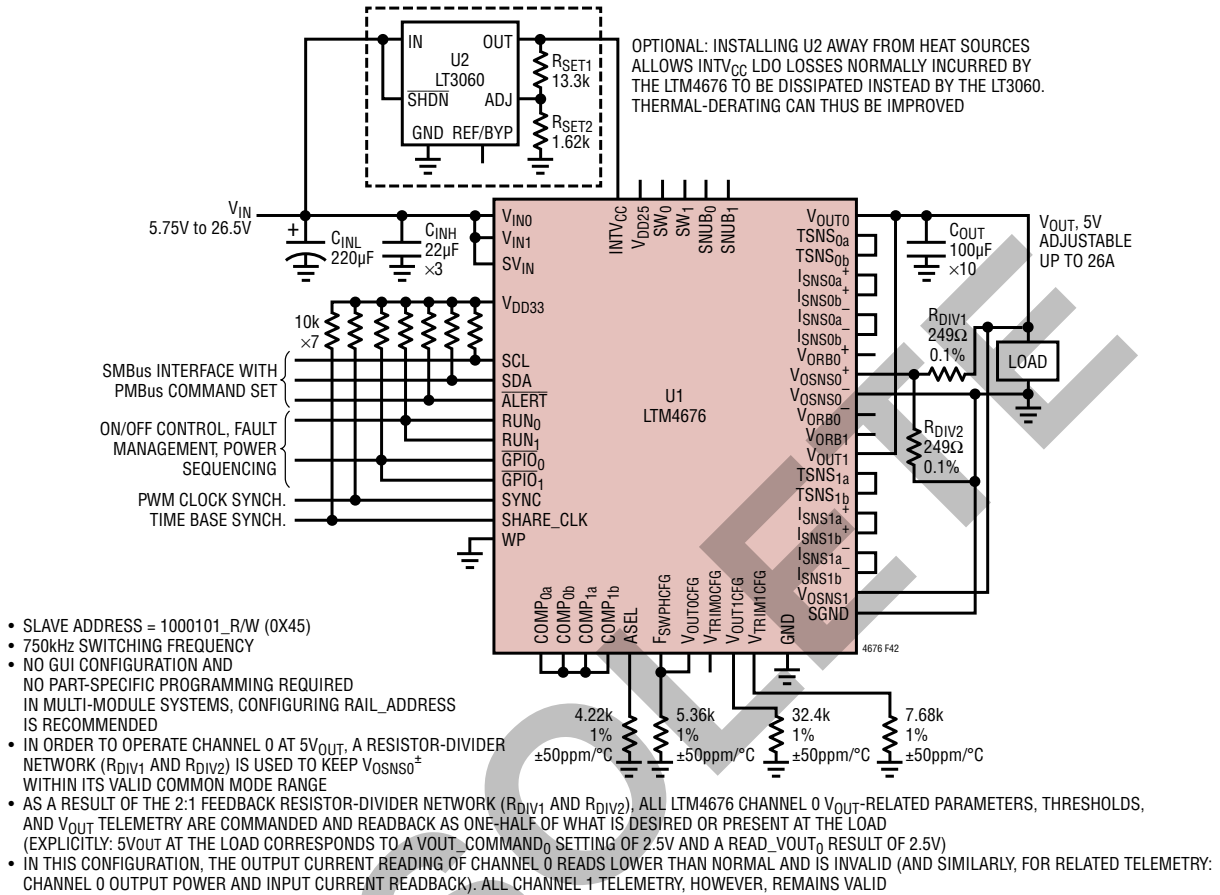 IN
OUT
U2
LT3060
SHDN
ADJ
GND REF/BYP
RSET1
13.3k
RSET2
1.62k
OPTIONAL: INSTALLING U2 AWAY FROM HEAT SOURCES
ALLOWS INTVCC LDO LOSSES NORMALLY INCURRED BY
THE LTM4676 TO BE DISSIPATED INSTEAD BY THE LT3060.
THERMAL-DERATING CAN THUS BE IMPROVED
VIN
5.75V to 26.5V
+
CINL
220µF
CINH
22µF
×3
VIN0
VIN1
SVIN
VDD33
INTVCC
VDD25
SW0
SW1
SNUB0
SNUB1
10k
×7
SMBus INTERFACE WITH
PMBus COMMAND SET
ON/OFF CONTROL, FAULT
MANAGEMENT, POWER
SEQUENCING
PWM CLOCK SYNCH.
TIME BASE SYNCH.
SCL
SDA
ALERT
RUN0
RUN1
GPIO0
GPIO1
SYNC
SHARE_CLK
WP
U1
LTM4676
VOUT0
TSNS0a
TSNS0b
ISNS0a+
ISNS0b+
ISNS0a–
ISNS0b–
VORB0+
VOSNS0+
VOSNS0–
VORB0–
VORB1
VOUT1
TSNS1a
TSNS1b
ISNS1a+
ISNS1b+
ISNS1a–
ISNS1b–
VOSNS1
SGND
COUT
100µF
×10
VOUT, 5V
ADJUSTABLE
UP TO 26A
RDIV1
249Ω
0.1%
LOAD
RDIV2
249Ω
0.1%
COMP0a
COMP0b
COMP1a
COMP1b
ASEL
FSWPHCFG
VOUT0CFG
VTRIM0CFG
VOUT1CFG
VTRIM1CFG
GND
4676 F42
4.22k
1%
±50ppm/°C
5.36k
1%
±50ppm/°C
32.4k
1%
±50ppm/°C
7.68k
1%
±50ppm/°C
• SLAVE ADDRESS = 1000101_R/W (0X45)
• 750kHz SWITCHING FREQUENCY
• NO GUI CONFIGURATION AND
NO PART-SPECIFIC PROGRAMMING REQUIRED
IN MULTI-MODULE SYSTEMS, CONFIGURING RAIL_ADDRESS
IS RECOMMENDED
• IN ORDER TO OPERATE CHANNEL 0 AT 5VOUT, A RESISTOR-DIVIDER
NETWORK (RDIV1 AND RDIV2) IS USED TO KEEP VOSNS0±
WITHIN ITS VALID COMMON MODE RANGE
• AS A RESULT OF THE 2:1 FEEDBACK RESISTOR-DIVIDER NETWORK (RDIV1 AND RDIV2), ALL LTM4676 CHANNEL 0 VOUT-RELATED PARAMETERS, THRESHOLDS,
AND VOUT TELEMETRY ARE COMMANDED AND READBACK AS ONE-HALF OF WHAT IS DESIRED OR PRESENT AT THE LOAD
(EXPLICITLY: 5VOUT AT THE LOAD CORRESPONDS TO A VOUT_COMMAND0 SETTING OF 2.5V AND A READ_VOUT0 RESULT OF 2.5V)
• IN THIS CONFIGURATION, THE OUTPUT CURRENT READING OF CHANNEL 0 READS LOWER THAN NORMAL AND IS INVALID (AND SIMILARLY, FOR RELATED TELEMETRY:
CHANNEL 0 OUTPUT POWER AND INPUT CURRENT READBACK). ALL CHANNEL 1 TELEMETRY, HOWEVER, REMAINS VALID